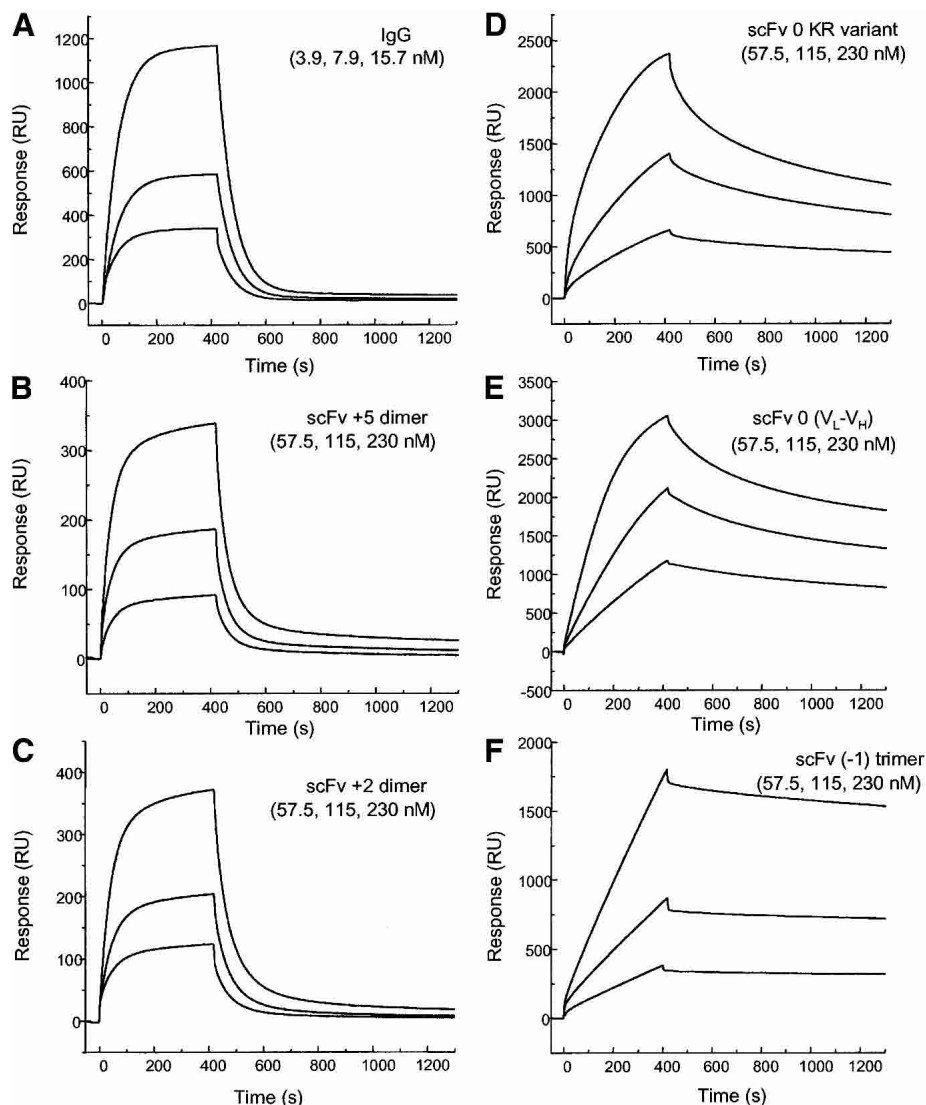 A
IgG
(3.9, 7.9, 15.7 nM)
Response (RU)
1200
1000
800
600
400
200
0
0 200 400 600 800 1000 1200
Time (s)
B
scFv +5 dimer
(57.5, 115, 230 nM)
Response (RU)
400
300
200
100
0
0 200 400 600 800 1000 1200
Time (s)
C
scFv +2 dimer
(57.5, 115, 230 nM)
Response (RU)
400
300
200
100
0
0 200 400 600 800 1000 1200
Time (s)
D
scFv 0 KR variant
(57.5, 115, 230 nM)
Response (RU)
2500
2000
1500
1000
500
0
0 200 400 600 800 1000 1200
Time (s)
E
scFv 0 (VL-VH)
(57.5, 115, 230 nM)
Response (RU)
3500
3000
2500
2000
1500
1000
500
0
-500
0 200 400 600 800 1000 1200
Time (s)
F
scFv (-1) trimer
(57.5, 115, 230 nM)
Response (RU)
2000
1500
1000
500
0
0 200 400 600 800 1000 1200
Time (s)